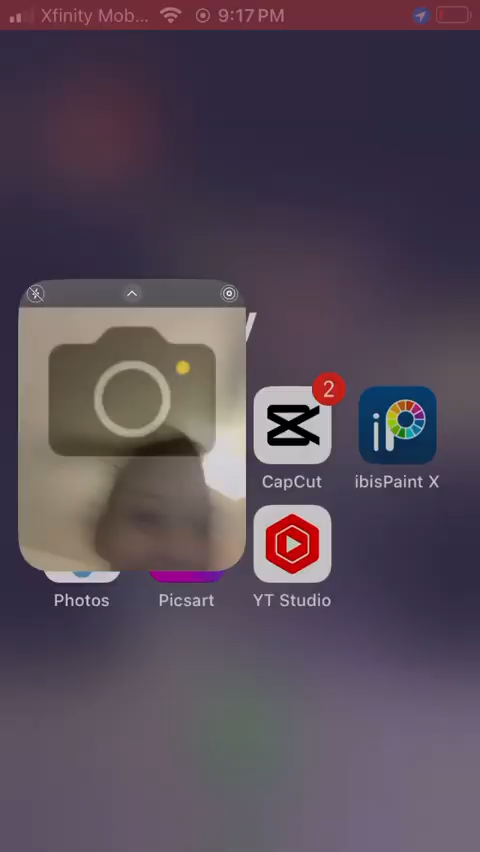 Xfinity Mob... 9:17 PM
y
2
CapCut ibisPaint X
Photos Picsart YT Studio